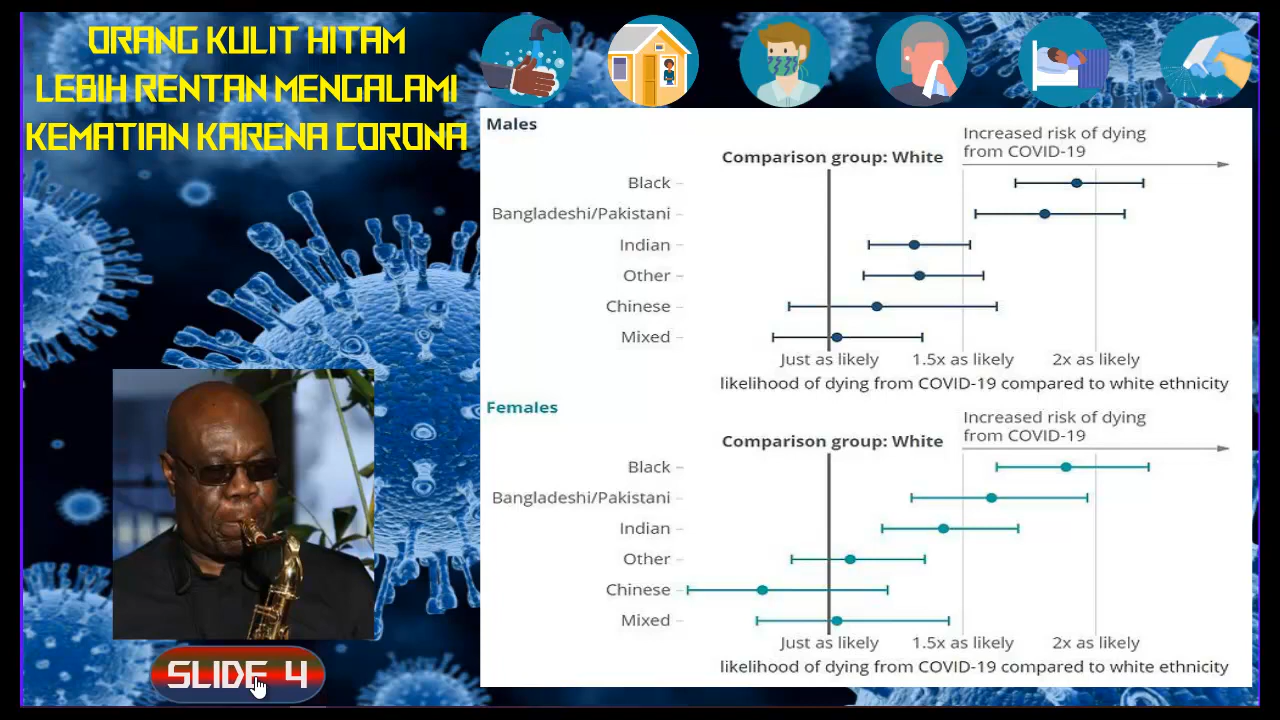 ORANG KULIT HITAM
LEBIH RENTAN MENGALAMI
KEMATIAN KARENA CORONA
SLIDE 4
Males
Increased risk of dying
from COVID-19
Comparison group: White
Black
Bangladeshi/Pakistani
Indian
Other
Chinese
Mixed
Just as likely 1.5x as likely 2x as likely
likelihood of dying from COVID-19 compared to white ethnicity
Females
Increased risk of dying
from COVID-19
Comparison group: White
Black
Bangladeshi/Pakistani
Indian
Other
Chinese
Mixed
Just as likely 1.5x as likely 2x as likely
likelihood of dying from COVID-19 compared to white ethnicity